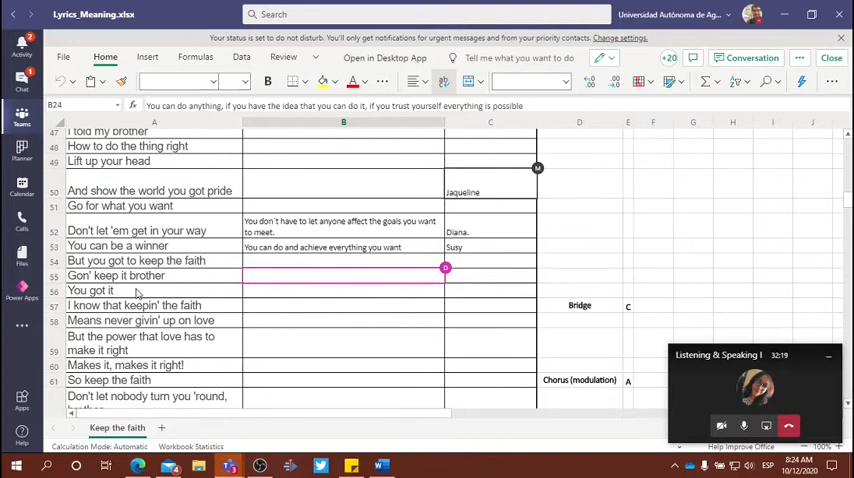 Lyrics_Meaning.xlsx
Search
Universidad Autónoma de Ag...
Your status is set to do not disturb. You'll only get notifications for urgent messages and from your priority contacts. Change settings.
File Home Insert Formulas Data Review Open in Desktop App Tell me what you want to do +20 Conversation ... Close
Activity
Chat
Teams
Planner
Calendar
Calls
Files
Power Apps
Apps
Help
B24 fx You can do anything, if you have the idea that you can do it, if you trust yourself everything is possible
A B C D E F G H I J
47 I told my brother
48 How to do the thing right
49 Lift up your head
M
50 And show the world you got pride Jaqueline
51 Go for what you want
52 Don't let 'em get in your way You don´t have to let anyone affect the goals you want to meet. Diana.
53 You can be a winner You can do and achieve everything you want Susy
54 But you got to keep the faith
D
55 Gon' keep it brother
56 You got it
57 I know that keepin' the faith Bridge C
58 Means never givin' up on love
But the power that love has to
59 make it right
60 Makes it, makes it right!
61 So keep the faith Chorus (modulation) A
Don't let nobody turn you 'round,
Listening & Speaking I 32:19
Keep the faith +
Calculation Mode: Automatic Workbook Statistics Help Improve Office 100%
ESP
8:24 AM
10/12/2020